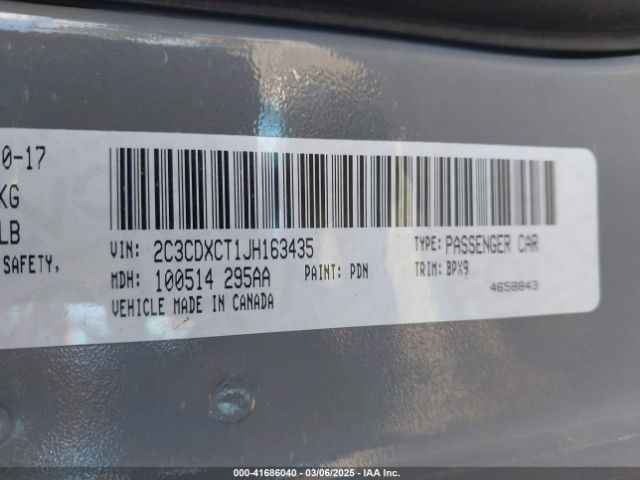 0-17
KG
LB
SAFETY,
VIN: 2C3CDXCT1JH163435
TYPE: PASSENGER CAR
MDH: 100514 295AA PAINT: PDN
TRIM: BPX9
VEHICLE MADE IN CANADA
4658843
000-41686040 — 03/06/2025 — IAA Inc.